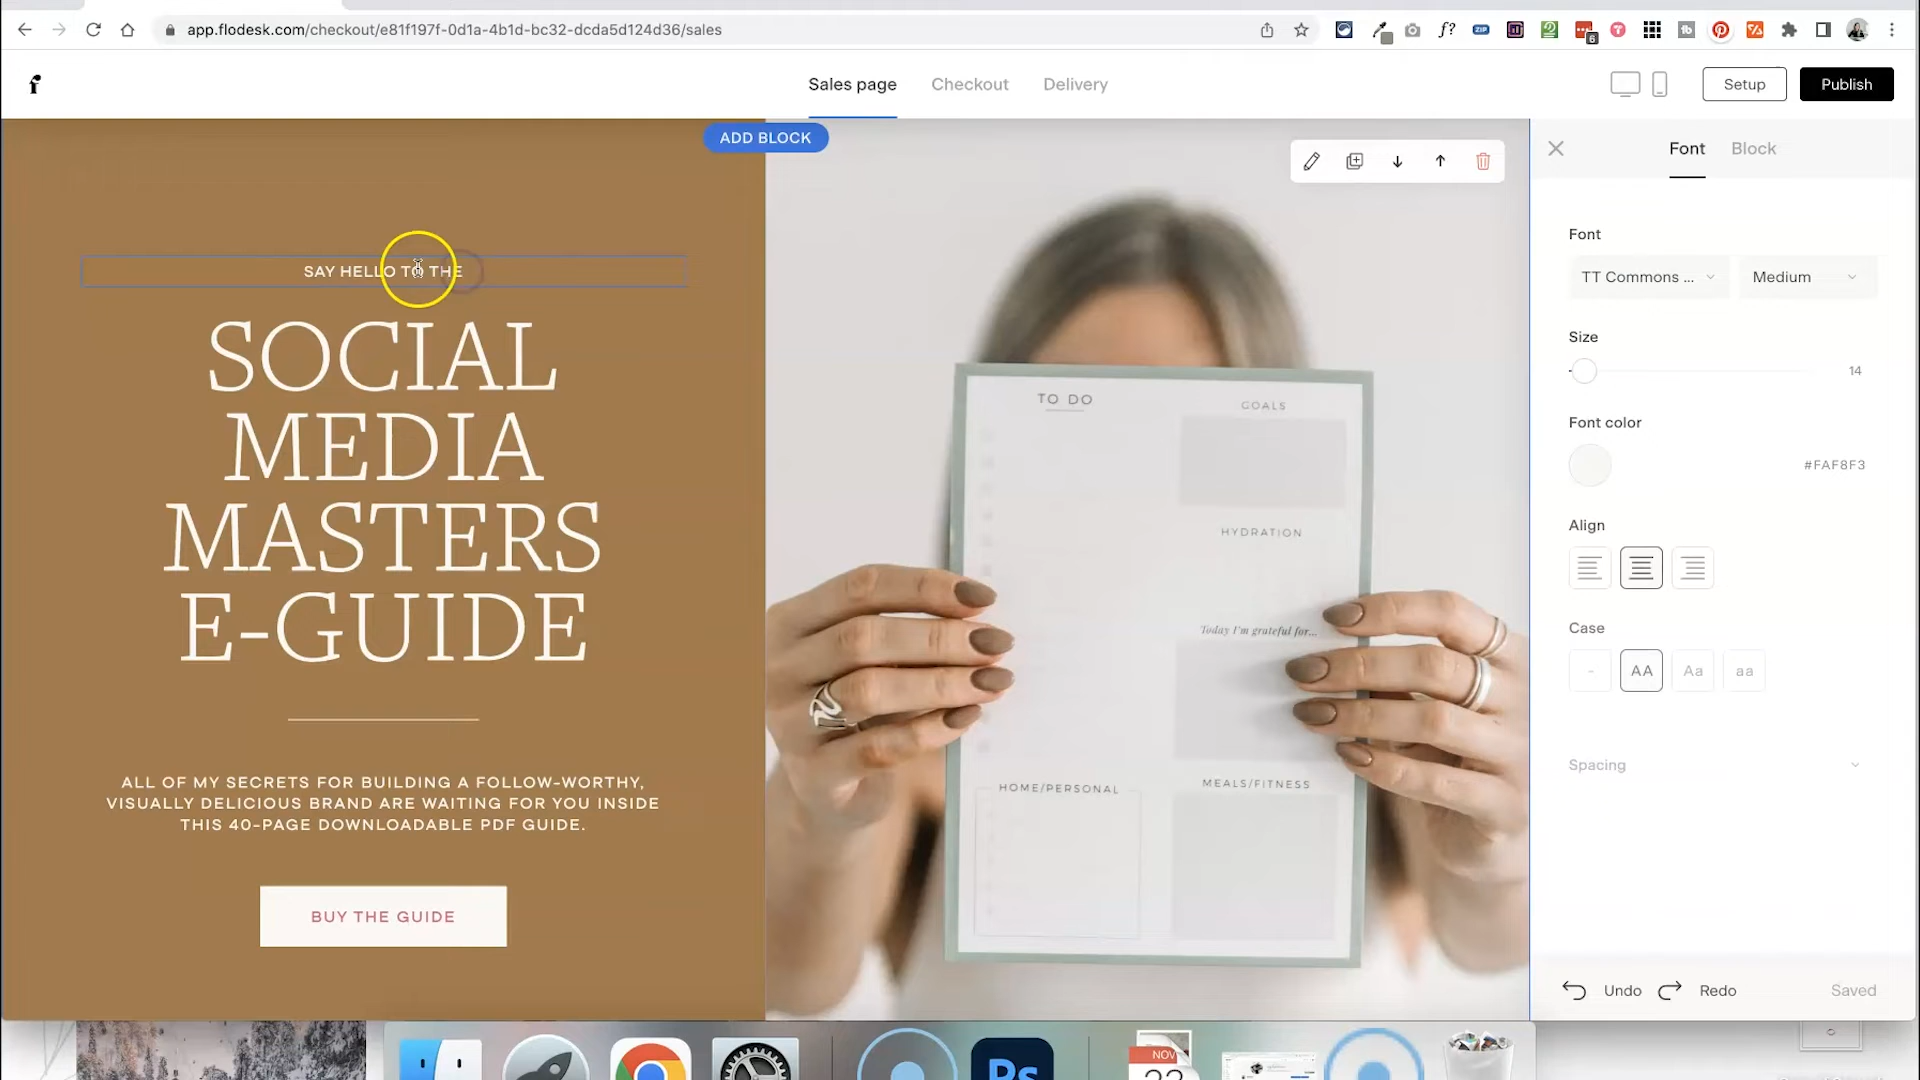 app.flodesk.com/checkout/e81f197f-0d1a-4b1d-bc32-dcda5d124d36/sales
f?
ZIP
6
T
tb
Sales page
Checkout
Delivery
Setup
Publish
ADD BLOCK
Font
Block
SAY HELLO TO THE
SOCIAL
MEDIA
MASTERS
E-GUIDE
ALL OF MY SECRETS FOR BUILDING A FOLLOW-WORTHY,
VISUALLY DELICIOUS BRAND ARE WAITING FOR YOU INSIDE
THIS 40-PAGE DOWNLOADABLE PDF GUIDE.
BUY THE GUIDE
TO DO
GOALS
HYDRATION
Today I'm grateful for...
HOME/PERSONAL
MEALS/FITNESS
Font
TT Commons ...
Medium
Size
14
Font color
#FAF8F3
Align
Case
- AA Aa aa
Spacing
Undo
Redo
Saved
Ps
NOV